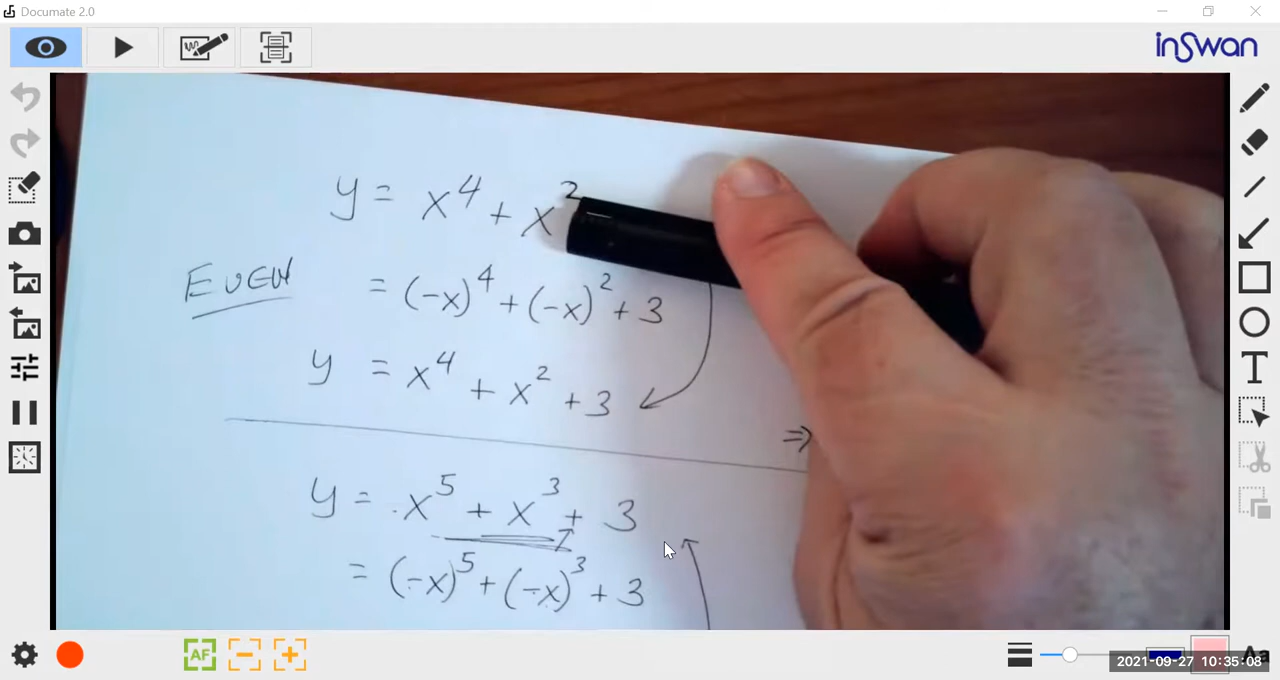 Documate 2.0
inSwan
y = x⁴ + x²
EVEN
= (-x)⁴ + (-x)² + 3
y = x⁴ + x² + 3
⇒
y = x⁵ + x³ + 3
= (-x)⁵ + (-x)³ + 3
T
AF
Aa
2021-09-27 10:35:08